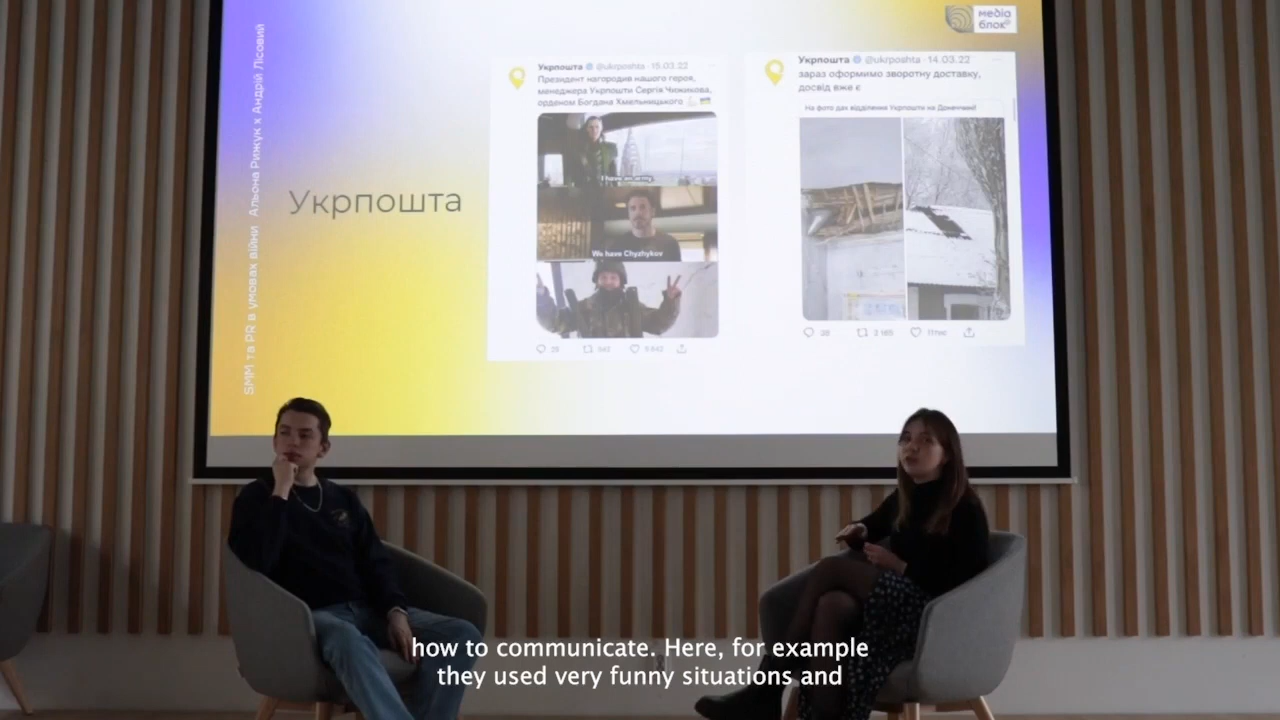 медіа
блок
SMM та PR в умовах війни Альона Рижук x Андрій Лісовий
Укрпошта
Укрпошта @ukrposhta · 15.03.22
Президент нагородив нашого героя,
менеджера Укрпошти Сергія Чижикова,
орденом Богдана Хмельницького
I have an army
We have Chyzhykov
Укрпошта @ukrposhta · 14.03.22
зараз оформимо зворотну доставку,
досвід вже є
На фото дах відділення Укрпошти на Донеччині
how to communicate. Here, for example
they used very funny situations and